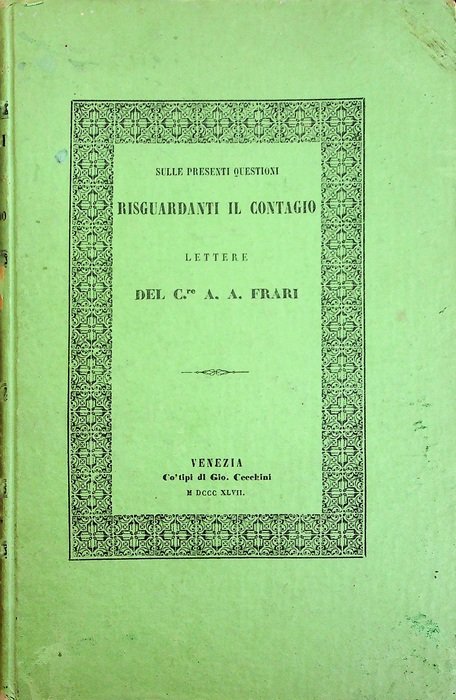 SULLE PRESENTI QUESTIONI
RISGUARDANTI IL CONTAGIO
LETTERE
DEL C.re A. A. FRARI
VENEZIA
Co'tipi di Gio. Cecchini
M DCCC XLVII.